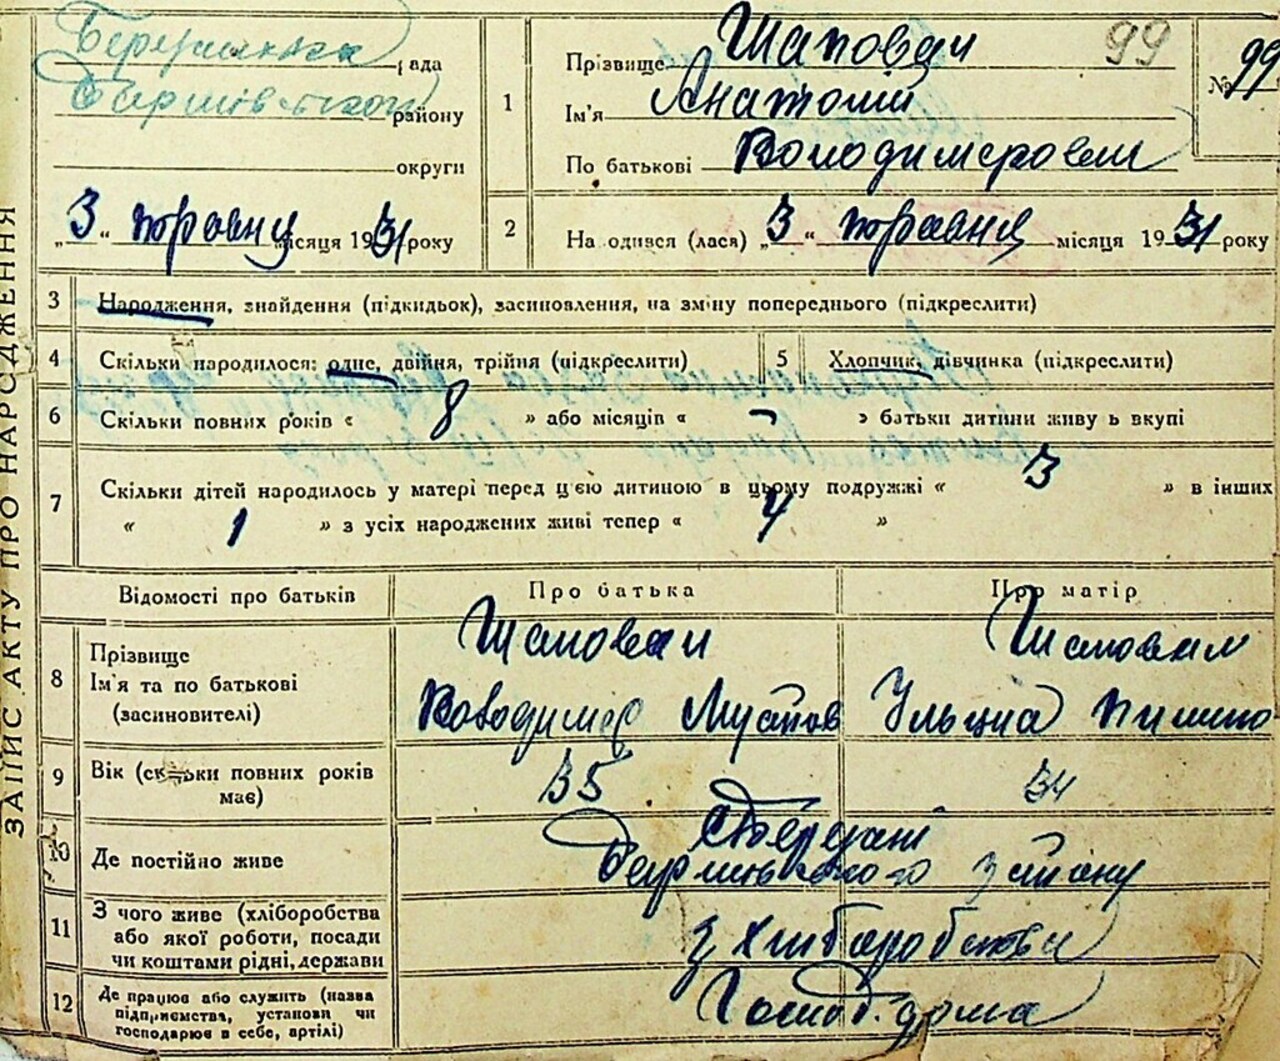 ЗАПИС АКТУ ПРО НАРОДЖЕННЯ
рада
району
округи
„3“ травня місяця 1931 року
1
Прізвище Шаповал 99
Ім'я Анатолій
По батькові Володимерович
№ 99
2
На одився (лася) „3“ травня місяця 1931 року
3 Народження, знайдення (підкидьок), засиновлення, на зміну попереднього (підкреслити)
4 Скільки народилося: одне, двійня, трійня (підкреслити)
5 Хлопчик, дівчинка (підкреслити)
6 Скільки повних років « 8 » або місяців « - » батьки дитини живу ь вкупі
7 Скільки дітей народилось у матері перед цією дитиною в цьому подружжі « 3 » в інших
« 1 » з усіх народжених живі тепер « 4 »
Відомості про батьків
Про батька
Про матір
8
Прізвище
Ім'я та по батькові
(засиновителі)
Шаповал
Володимер
Шаповал
Ульяна Пилипо
9
Вік (скільки повних років
має)
35
34
10 Де постійно живе
району
11
З чого живе (хліборобства
або якої роботи, посади
чи коштами рідні, держави
з хліборобства
12
Де працює або служить (назва
підприємства, установи чи
господарює в себе, артілі)
Господ. дома